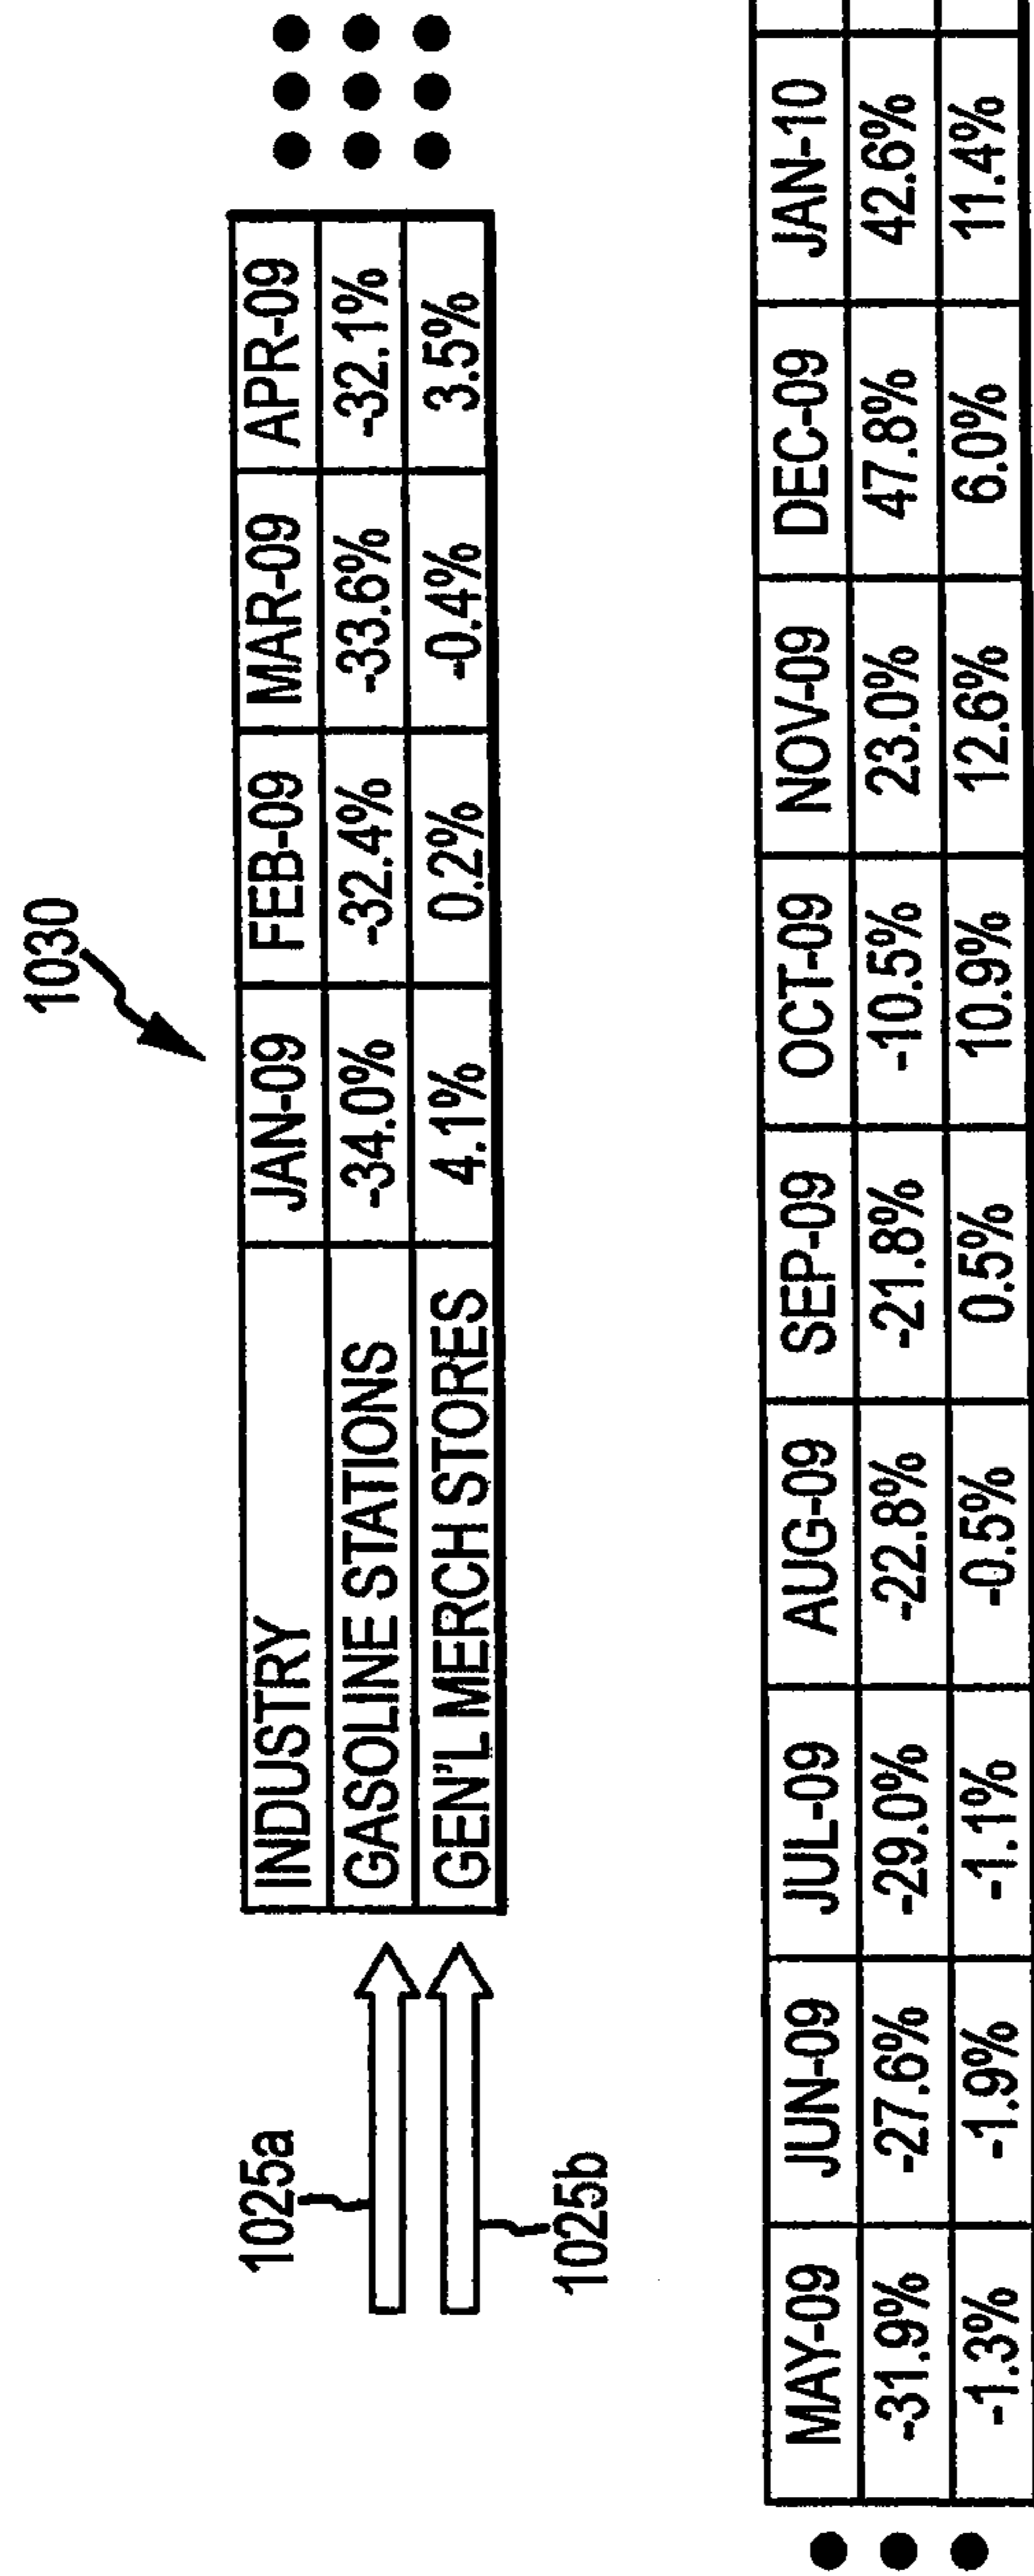 1030
INDUSTRY JAN-09 FEB-09 MAR-09 APR-09
1025a GASOLINE STATIONS -34.0% -32.4% -33.6% -32.1%
1025b GEN'L MERCH STORES 4.1% 0.2% -0.4% 3.5%
MAY-09 JUN-09 JUL-09 AUG-09 SEP-09 OCT-09 NOV-09 DEC-09 JAN-10
-31.9% -27.6% -29.0% -22.8% -21.8% -10.5% 23.0% 47.8% 42.6%
-1.3% -1.9% -1.1% -0.5% 0.5% 10.9% 12.6% 6.0% 11.4%